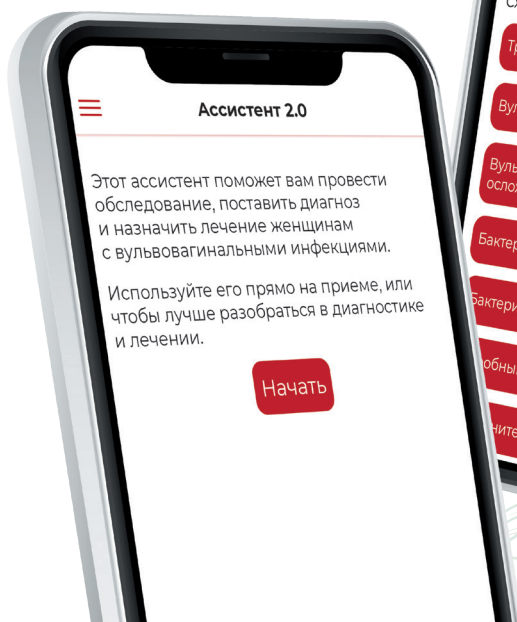 Ассистент 2.0
Этот ассистент поможет вам провести
обследование, поставить диагноз
и назначить лечение женщинам
с вульвовагинальными инфекциями.
Используйте его прямо на приеме, или
чтобы лучше разобраться в диагностике
и лечении.
Начать